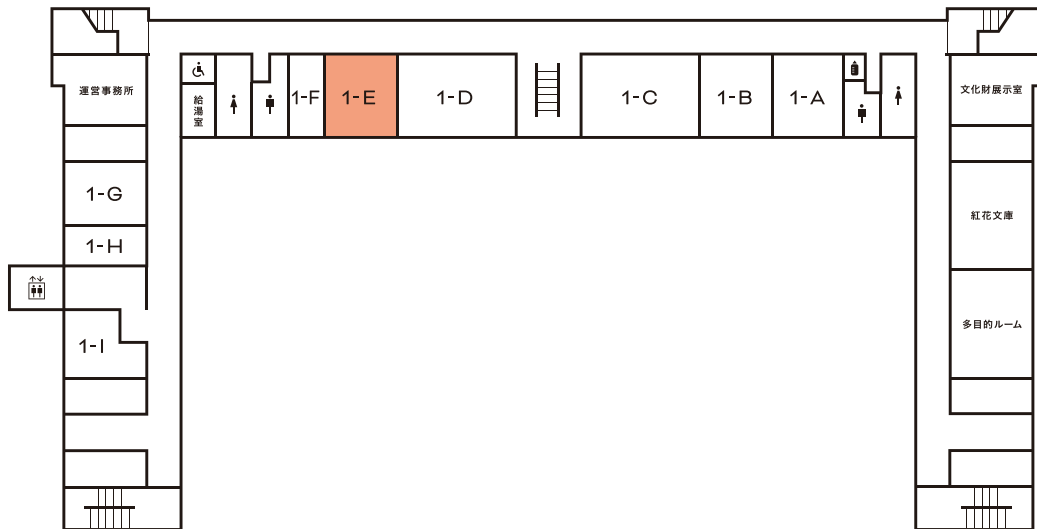 運営事務所
給湯室
1-F
1-E
1-D
1-C
1-B
1-A
文化財展示室
1-G
1-H
1-I
紅花文庫
多目的ルーム